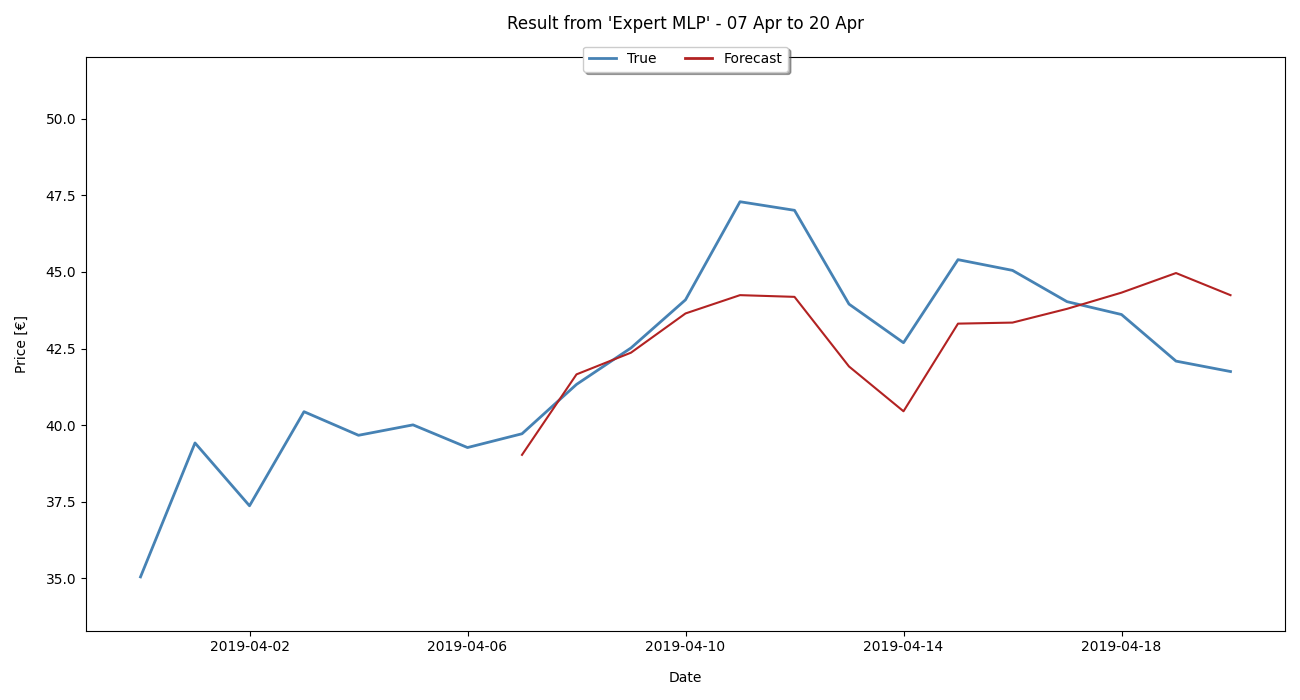 Result from 'Expert MLP' - 07 Apr to 20 Apr
True Forecast
Price [€]
50.0
47.5
45.0
42.5
40.0
37.5
35.0
2019-04-02 2019-04-06 2019-04-10 2019-04-14 2019-04-18
Date